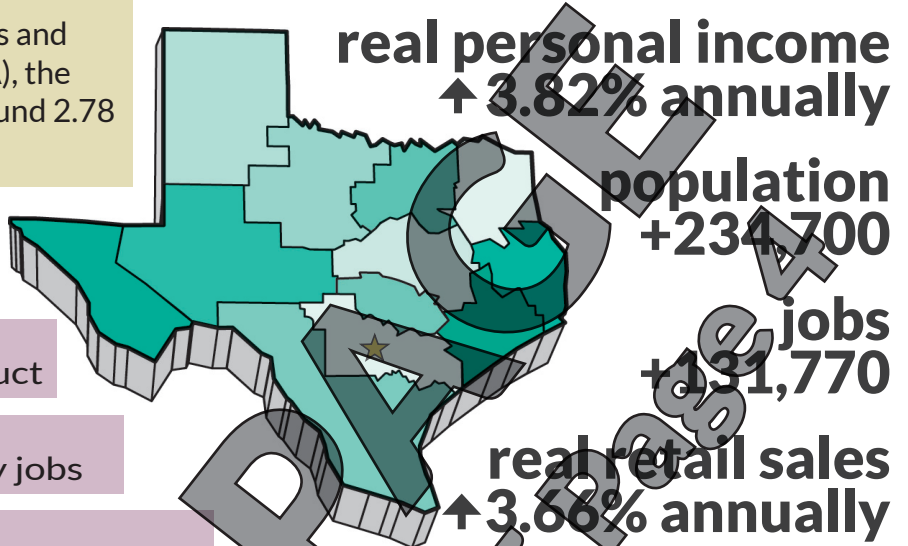 s and
), the
und 2.78
real personal income
3.82% annually
population
+234,700
jobs
+131,770
uct
y jobs
real retail sales
3.66% annually
page 4